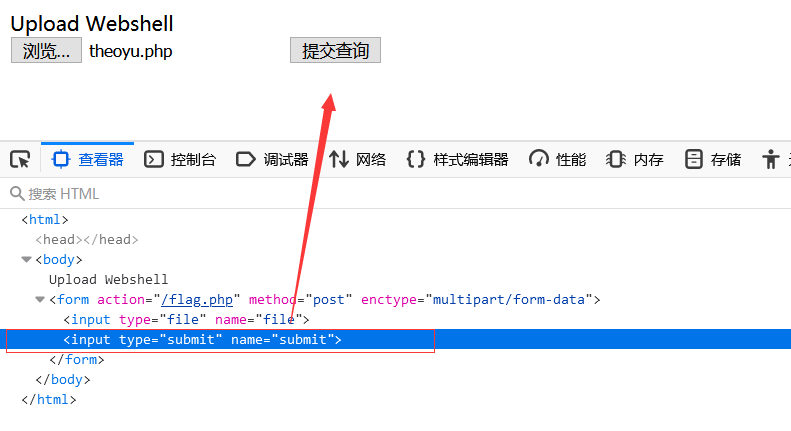 Upload Webshell
浏览... theoyu.php 提交查询
查看器 控制台 调试器 网络 {} 样式编辑器 性能 内存 存储
搜索 HTML
<html>
<head></head>
<body>
Upload Webshell
<form action="/flag.php" method="post" enctype="multipart/form-data">
<input type="file" name="file">
<input type="submit" name="submit">
</form>
</body>
</html>